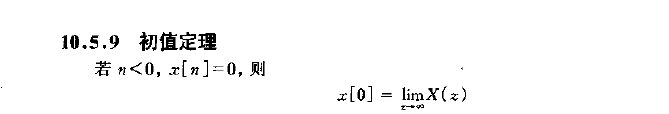 10.5.9 初值定理
若 n<0, x[n]=0, 则
x[0] = lim X(z)
z→∞